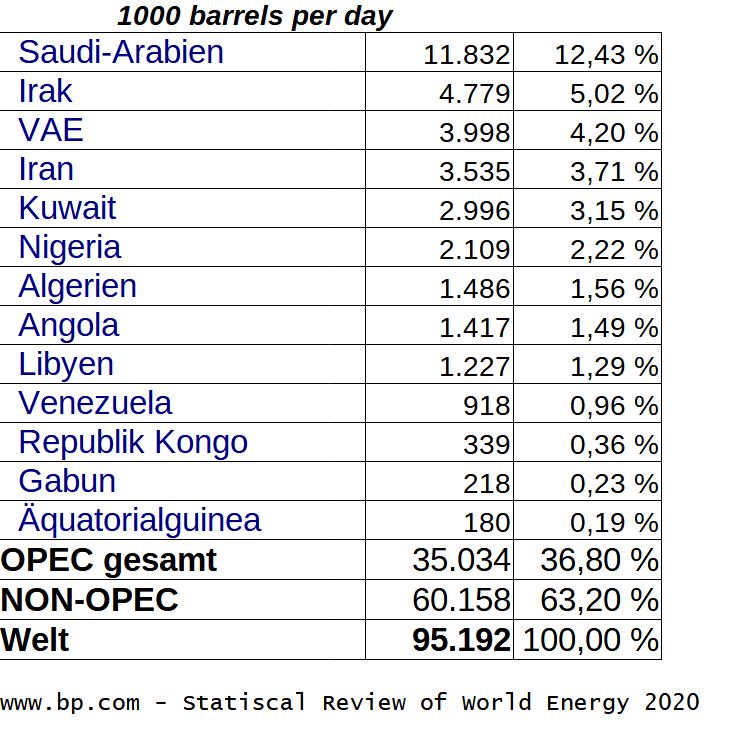 1000 barrels per day
Saudi-Arabien 11.832 12,43 %
Irak 4.779 5,02 %
VAE 3.998 4,20 %
Iran 3.535 3,71 %
Kuwait 2.996 3,15 %
Nigeria 2.109 2,22 %
Algerien 1.486 1,56 %
Angola 1.417 1,49 %
Libyen 1.227 1,29 %
Venezuela 918 0,96 %
Republik Kongo 339 0,36 %
Gabun 218 0,23 %
Äquatorialguinea 180 0,19 %
OPEC gesamt 35.034 36,80 %
NON-OPEC 60.158 63,20 %
Welt 95.192 100,00 %
www.bp.com - Statiscal Review of World Energy 2020